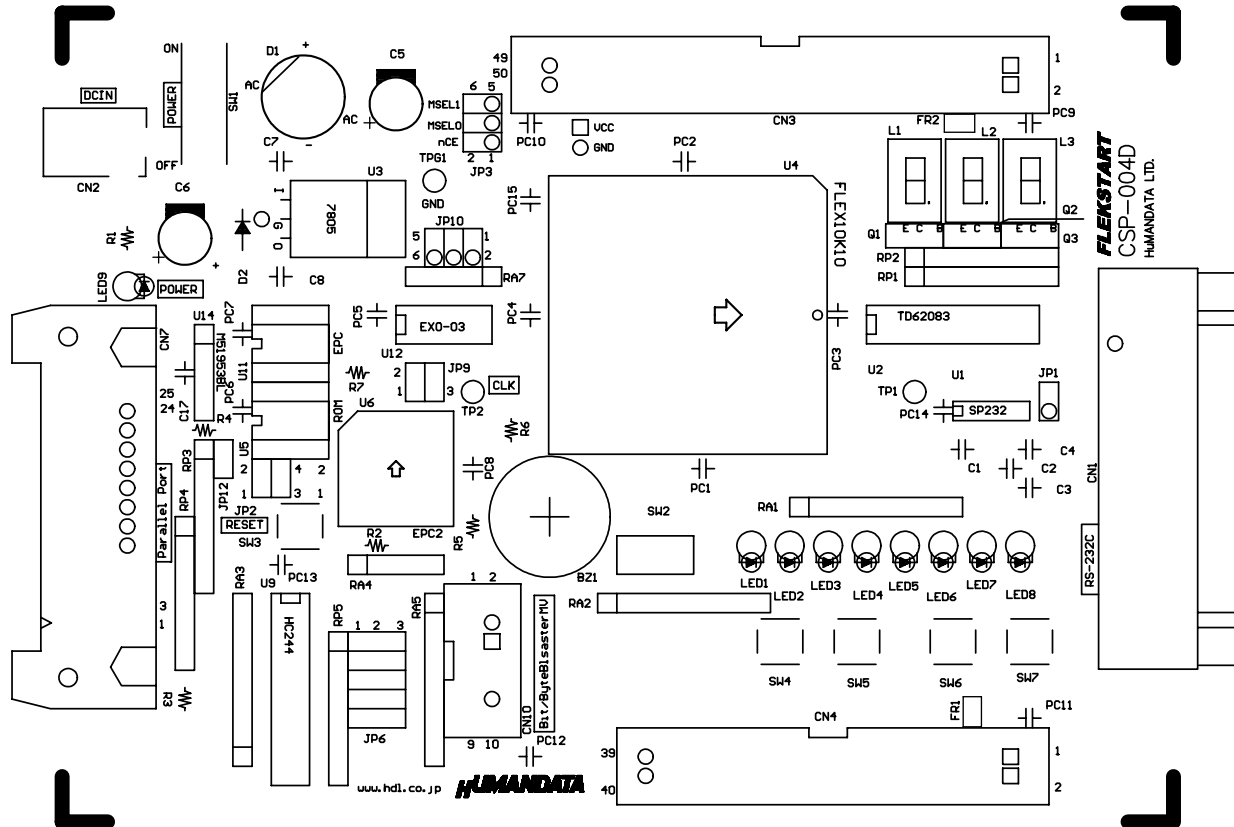 ON
D1
+
C5
AC
AC
-
+
DCIN
POWER
SW1
OFF
CN2
C7
6 5
MSEL1
MSEL0
nCE
2 1
JP3
49
50
1
2
CN3
PC10
VCC
GND
PC2
FR2
PC9
L1
L2
L3
FLEKSTART
CSP-004D
HUMANDATA LTD.
C6
+
R1
U3
I
G
O
7805
TPG1
GND
PC15
U4
FLEX10K10
Q1
E C B
E C B
E C B
Q2
Q3
RP2
RP1
JP10
5
1
6
2
RA7
D2
C8
LED9
POWER
CN7
U14
M51953BL
PC7
EPC
U11
PC6
C17
PC5
EXO-03
U12
PC4
PC3
TD62083
U2
TP1
U1
JP1
PC14
SP232
R7
2
1
JP9
3
CLK
TP2
25
24
R4
ROM
U5
U6
R6
EPC2
PC8
PC1
C1
C2
C4
C3
CN1
RS-232C
Parallel Port
RP3
RP4
JP12
2
4
2
1
3
1
JP2
RESET
SW3
R2
R5
SW2
BZ1
RA1
LED1
LED2
LED3
LED4
LED5
LED6
LED7
LED8
3
1
R3
RA3
U9
PC13
HC244
RA4
RP5
1 2 3
JP6
RA5
1 2
9 10
CN10
Bit/ByteBlsasterMV
PC12
RA2
SW4
SW5
SW6
SW7
FR1
PC11
CN4
39
40
1
2
www.hdl.co.jp
HUMANDATA